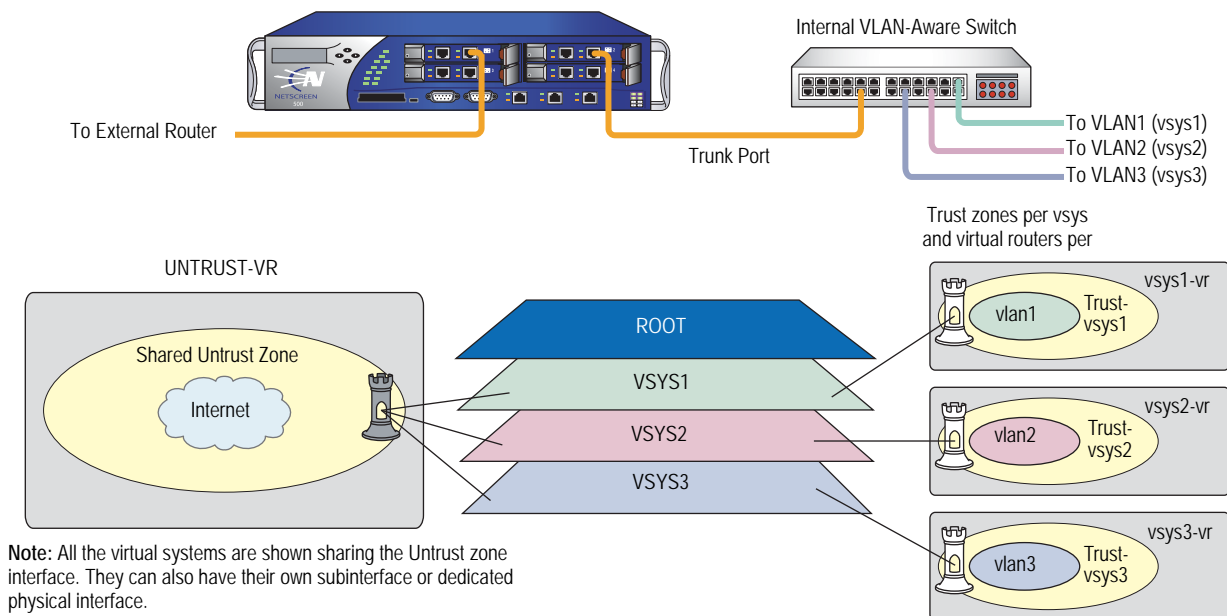 Internal VLAN-Aware Switch
N
NETSCREEN
500
To External Router
Trunk Port
To VLAN1 (vsys1)
To VLAN2 (vsys2)
To VLAN3 (vsys3)
Trust zones per vsys
and virtual routers per
UNTRUST-VR
Shared Untrust Zone
Internet
ROOT
VSYS1
VSYS2
VSYS3
vsys1-vr
vlan1
Trust-
vsys1
vsys2-vr
vlan2
Trust-
vsys2
vsys3-vr
vlan3
Trust-
vsys3
Note: All the virtual systems are shown sharing the Untrust zone
interface. They can also have their own subinterface or dedicated
physical interface.